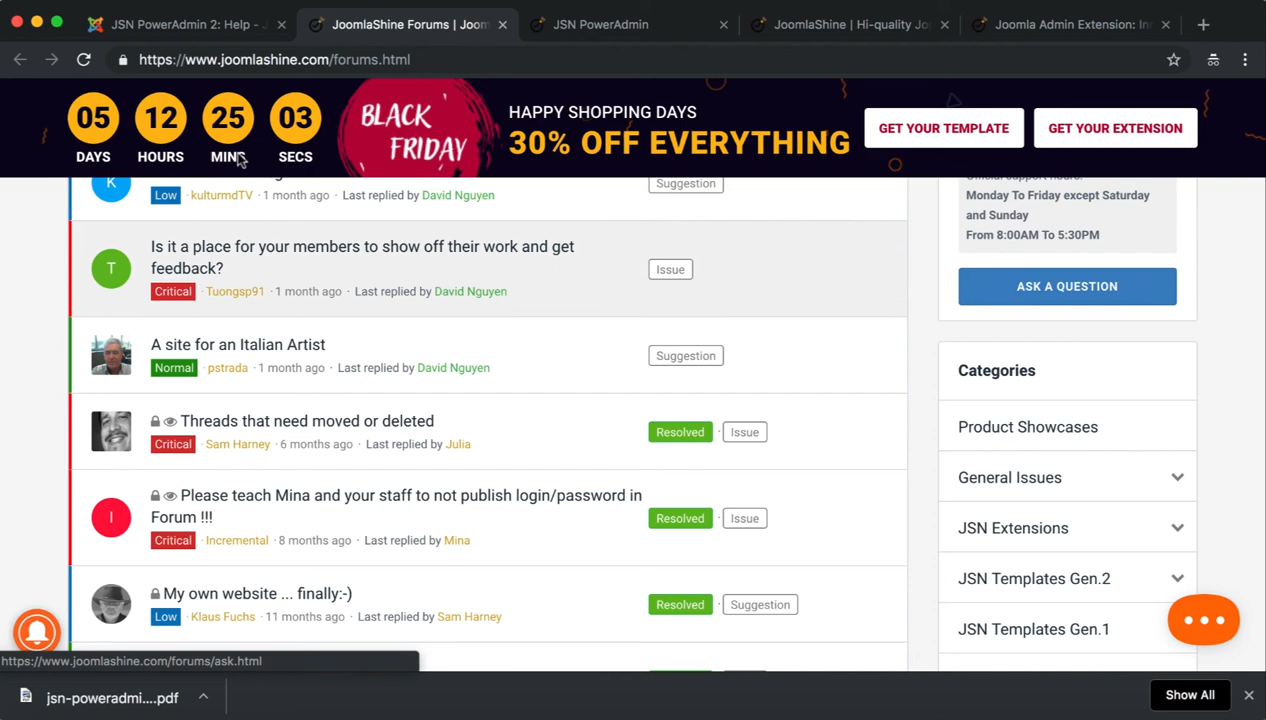 JSN PowerAdmin 2: Help - J
JoomlaShine Forums | Joom
JSN PowerAdmin
JoomlaShine | Hi-quality Jo
Joomla Admin Extension: In
https://www.joomlashine.com/forums.html
05 12 25 03
DAYS HOURS MINS SECS
BLACK
FRIDAY
HAPPY SHOPPING DAYS
30% OFF EVERYTHING
GET YOUR TEMPLATE
GET YOUR EXTENSION
K
Low · kulturmdTV · 1 month ago · Last replied by David Nguyen
Suggestion
Official support hours:
Monday To Friday except Saturday
and Sunday
From 8:00AM To 5:30PM
ASK A QUESTION
T
Is it a place for your members to show off their work and get
feedback?
Critical · Tuongsp91 · 1 month ago · Last replied by David Nguyen
Issue
A site for an Italian Artist
Normal · pstrada · 1 month ago · Last replied by David Nguyen
Suggestion
Threads that need moved or deleted
Critical · Sam Harney · 6 months ago · Last replied by Julia
Resolved · Issue
I
Please teach Mina and your staff to not publish login/password in
Forum !!!
Critical · Incremental · 8 months ago · Last replied by Mina
Resolved · Issue
My own website ... finally:-)
Low · Klaus Fuchs · 11 months ago · Last replied by Sam Harney
Resolved · Suggestion
Categories
Product Showcases
General Issues
JSN Extensions
JSN Templates Gen.2
JSN Templates Gen.1
https://www.joomlashine.com/forums/ask.html
jsn-poweradmi....pdf
Show All